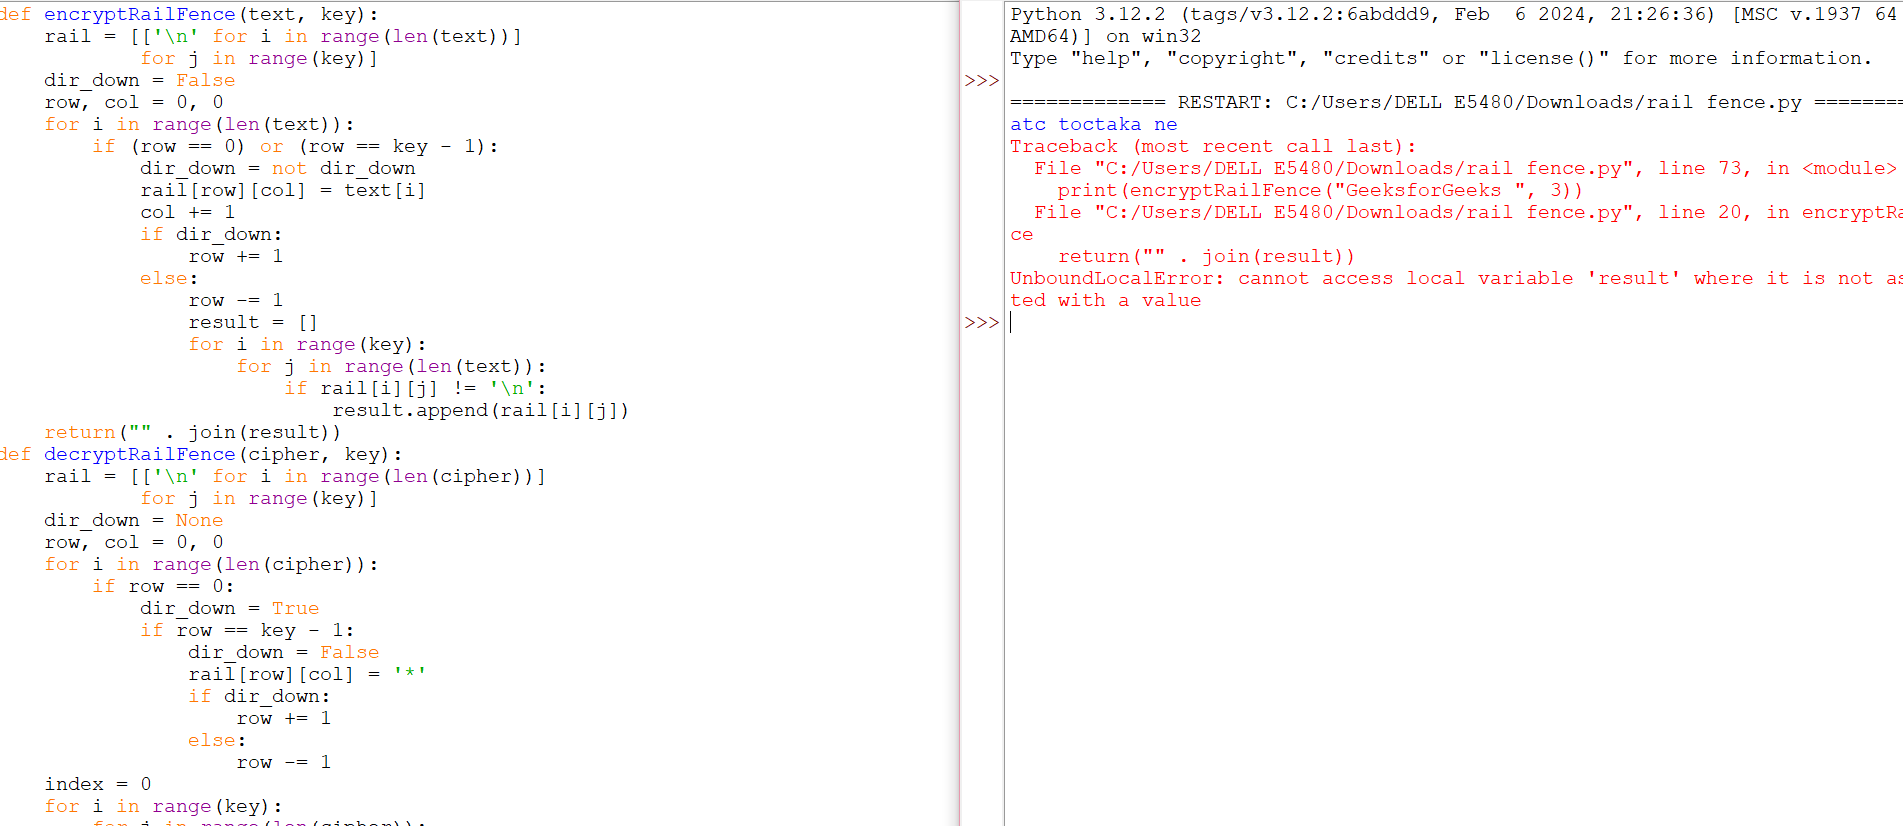 def encryptRailFence(text, key):
    rail = [['\n' for i in range(len(text))]
            for j in range(key)]
    dir_down = False
    row, col = 0, 0
    for i in range(len(text)):
        if (row == 0) or (row == key - 1):
            dir_down = not dir_down
            rail[row][col] = text[i]
            col += 1
            if dir_down:
                row += 1
            else:
                row -= 1
                result = []
                for i in range(key):
                    for j in range(len(text)):
                        if rail[i][j] != '\n':
                            result.append(rail[i][j])
    return("" . join(result))
def decryptRailFence(cipher, key):
    rail = [['\n' for i in range(len(cipher))]
            for j in range(key)]
    dir_down = None
    row, col = 0, 0
    for i in range(len(cipher)):
        if row == 0:
            dir_down = True
            if row == key - 1:
                dir_down = False
                rail[row][col] = '*'
                if dir_down:
                    row += 1
                else:
                    row -= 1
    index = 0
    for i in range(key):
        for j in range(len(cipher)):
Python 3.12.2 (tags/v3.12.2:6abddd9, Feb  6 2024, 21:26:36) [MSC v.1937 64
AMD64)] on win32
Type "help", "copyright", "credits" or "license()" for more information.
>>>
============= RESTART: C:/Users/DELL E5480/Downloads/rail fence.py ========
atc toctaka ne
Traceback (most recent call last):
  File "C:/Users/DELL E5480/Downloads/rail fence.py", line 73, in <module>
    print(encryptRailFence("GeeksforGeeks ", 3))
  File "C:/Users/DELL E5480/Downloads/rail fence.py", line 20, in encryptRa
ce
    return("" . join(result))
UnboundLocalError: cannot access local variable 'result' where it is not as
ted with a value
>>>